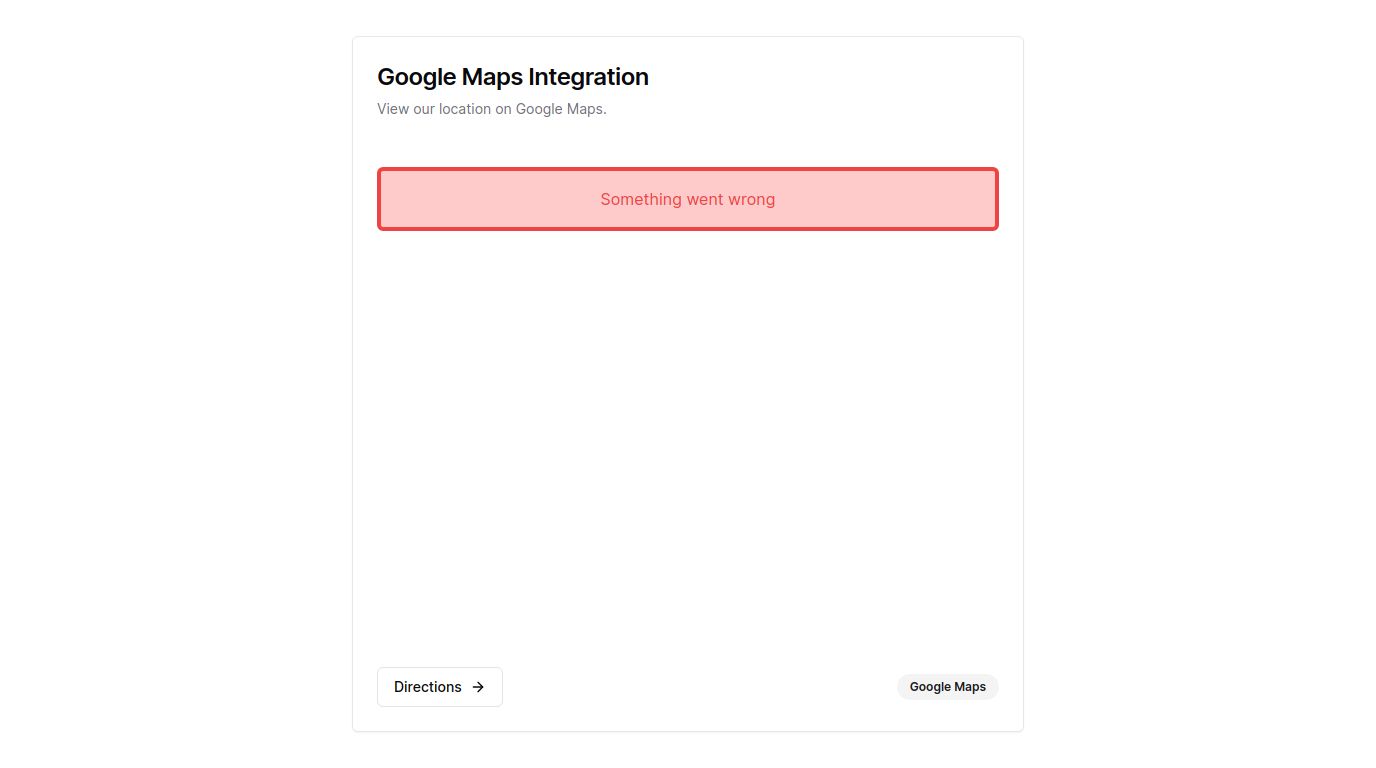 Google Maps Integration
View our location on Google Maps.
Something went wrong
Directions
Google Maps